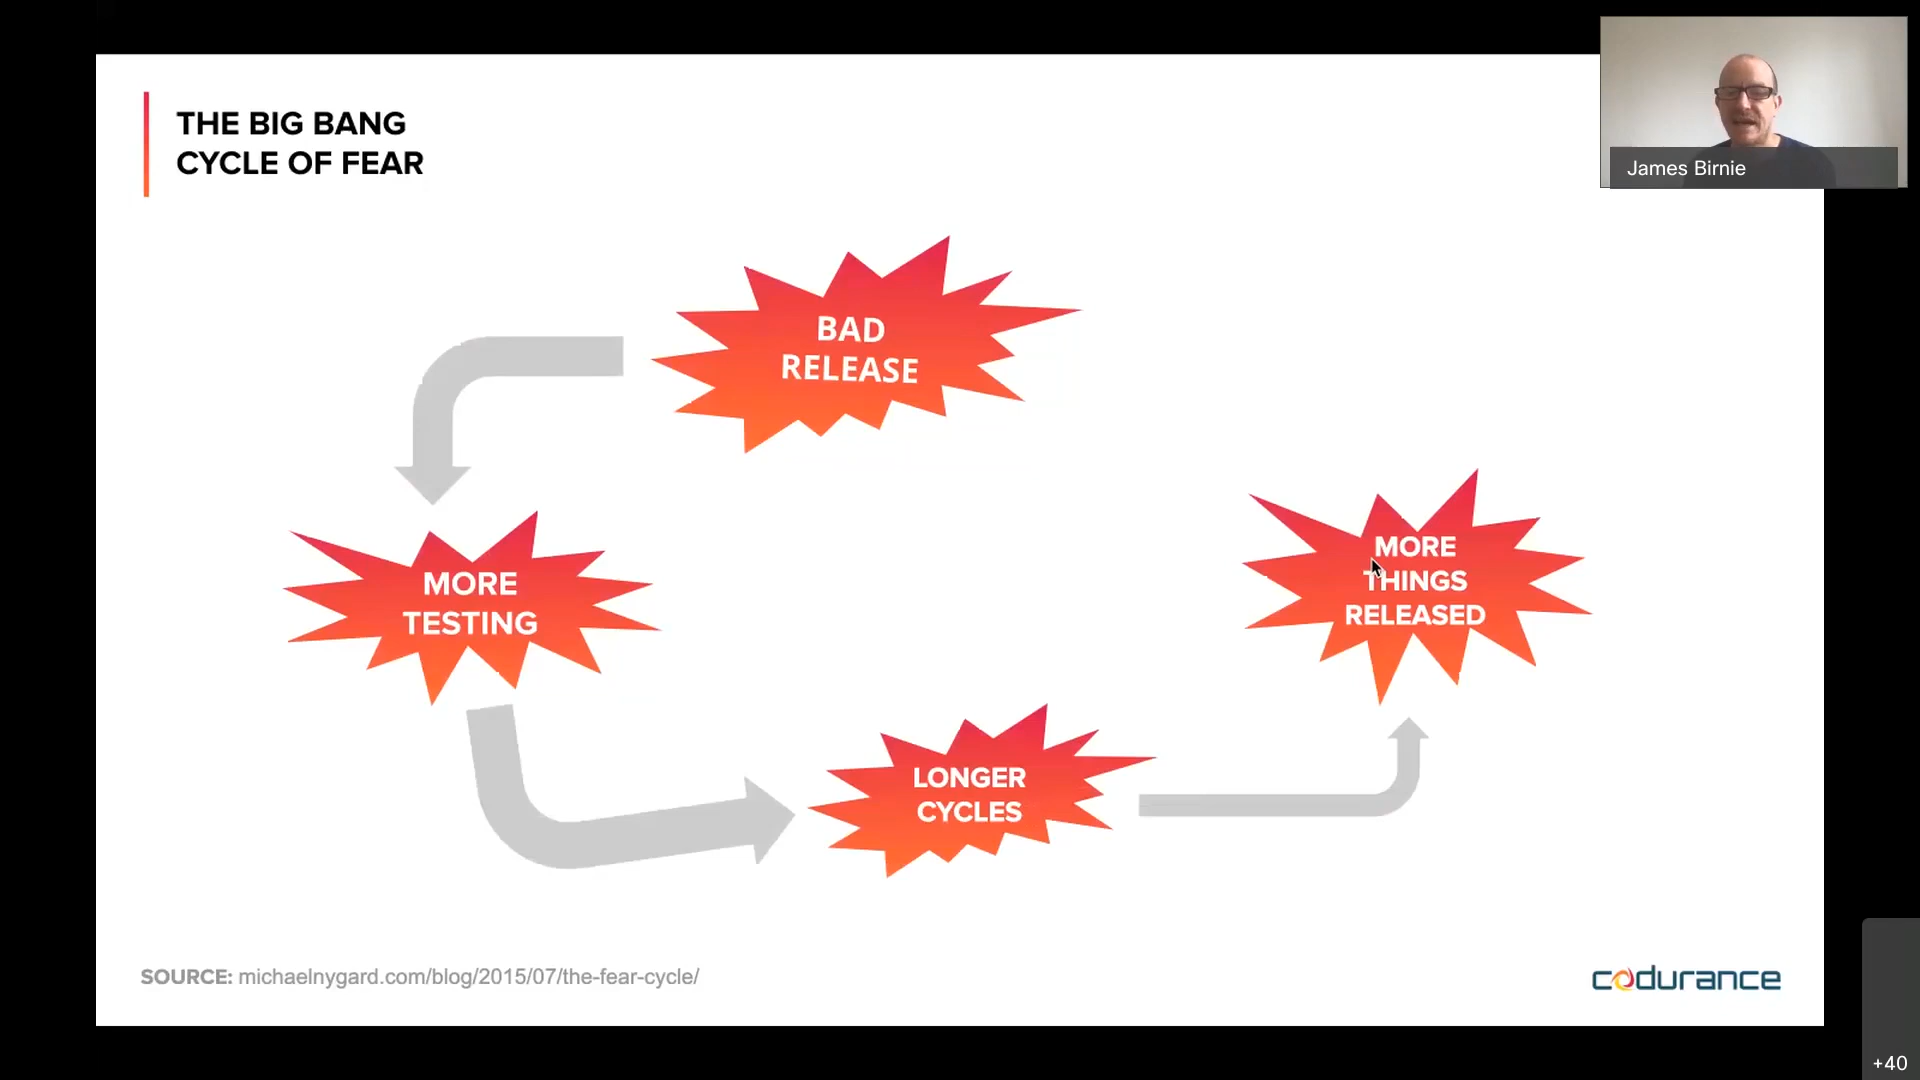 THE BIG BANG
CYCLE OF FEAR
James Birnie
BAD
RELEASE
MORE
TESTING
MORE
THINGS
RELEASED
LONGER
CYCLES
SOURCE: michaelnygard.com/blog/2015/07/the-fear-cycle/
codurance
+40